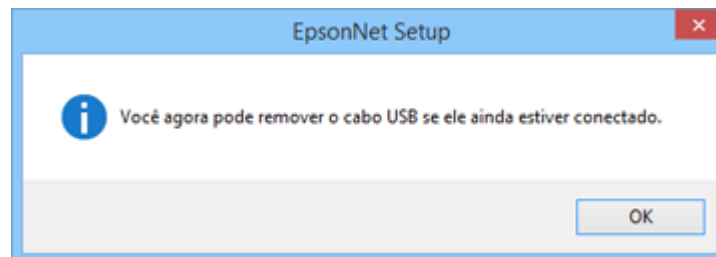 EpsonNet Setup
Você agora pode remover o cabo USB se ele ainda estiver conectado.
OK